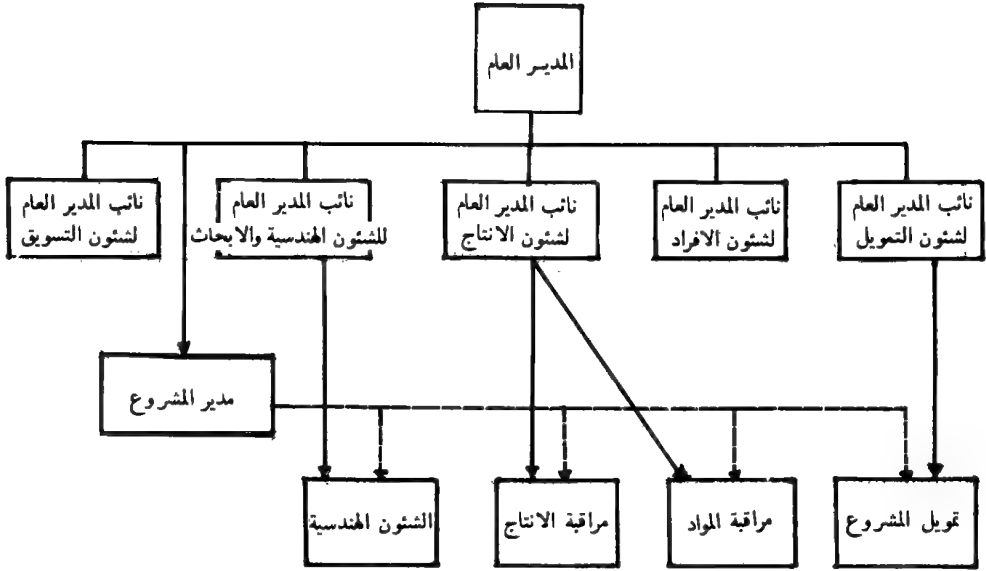 المديـر العام
نائب المدير العام
لشئون التمويل
نائب المدير العام
لشئون الافراد
نائب المدير العام
لشئون الانتاج
نائب المدير العام
للشئون الهندسية والابحاث
نائب المدير العام
لشئون التسويق
مدير المشروع
تمويل المشروع
مراقبة المواد
مراقبة الانتاج
الشئون الهندسية